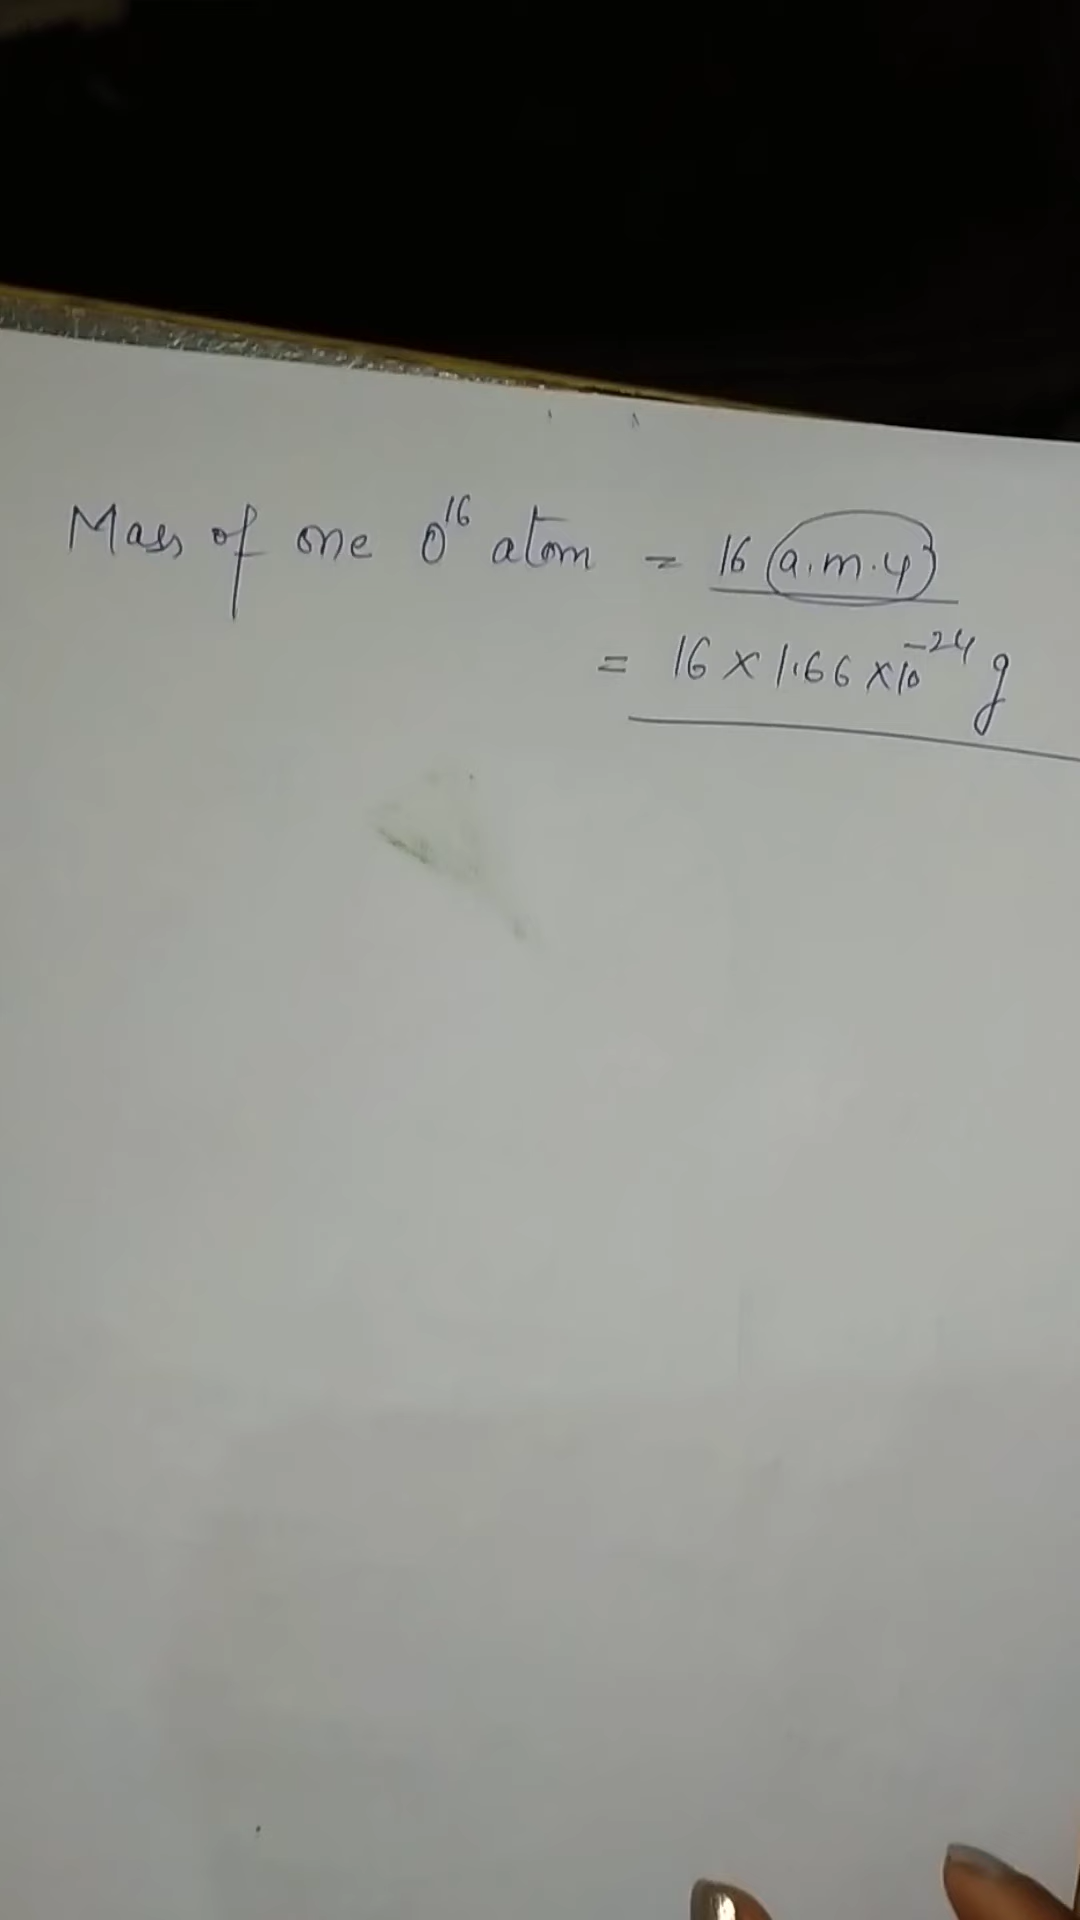 Mass of one O¹⁶ atom = 16 a.m.u
= 16 × 1.66 × 10⁻²⁴ g